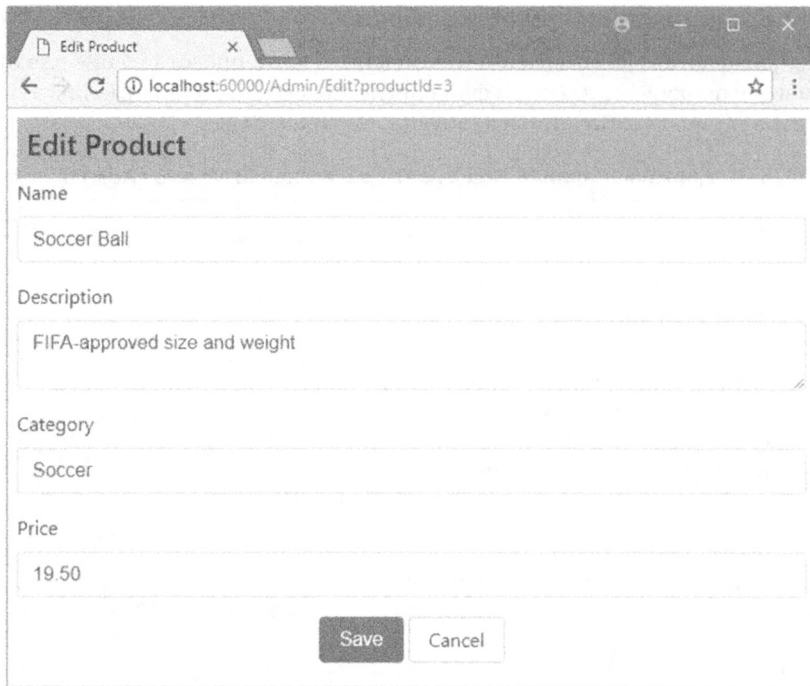 Edit Product
localhost:60000/Admin/Edit?productId=3
Edit Product
Name
Soccer Ball
Description
FIFA-approved size and weight
Category
Soccer
Price
19.50
Save Cancel